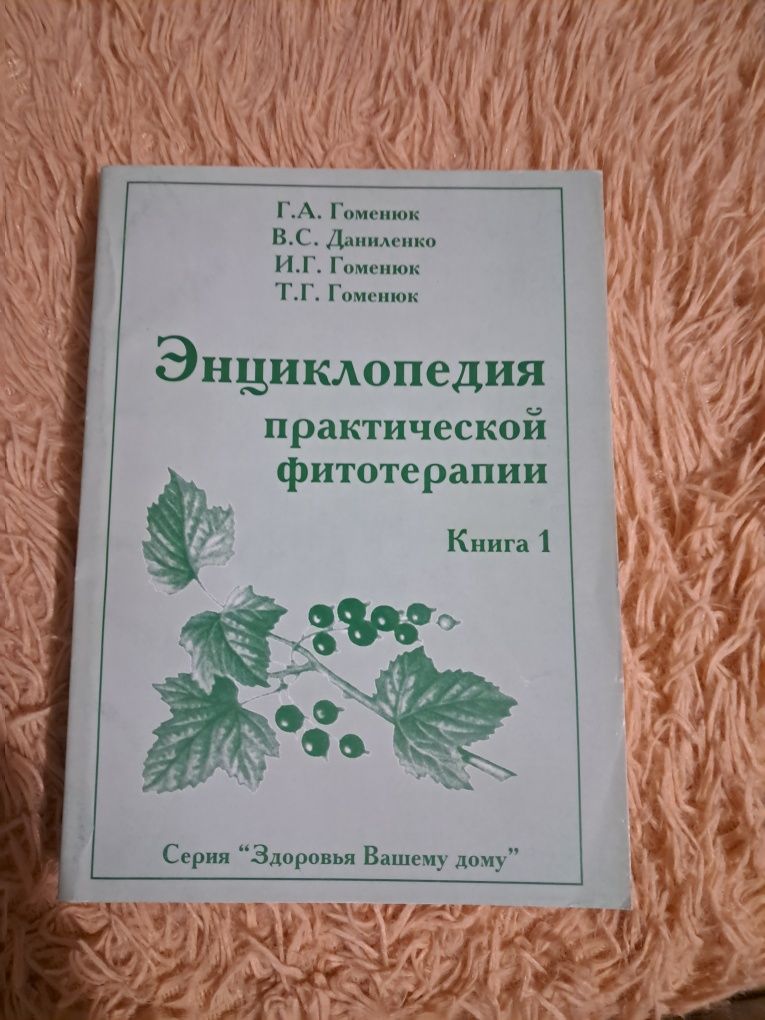 Г.А. Гоменюк
В.С. Даниленко
И.Г. Гоменюк
Т.Г. Гоменюк
Энциклопедия
практической
фитотерапии
Книга 1
Серия “Здоровья Вашему дому”